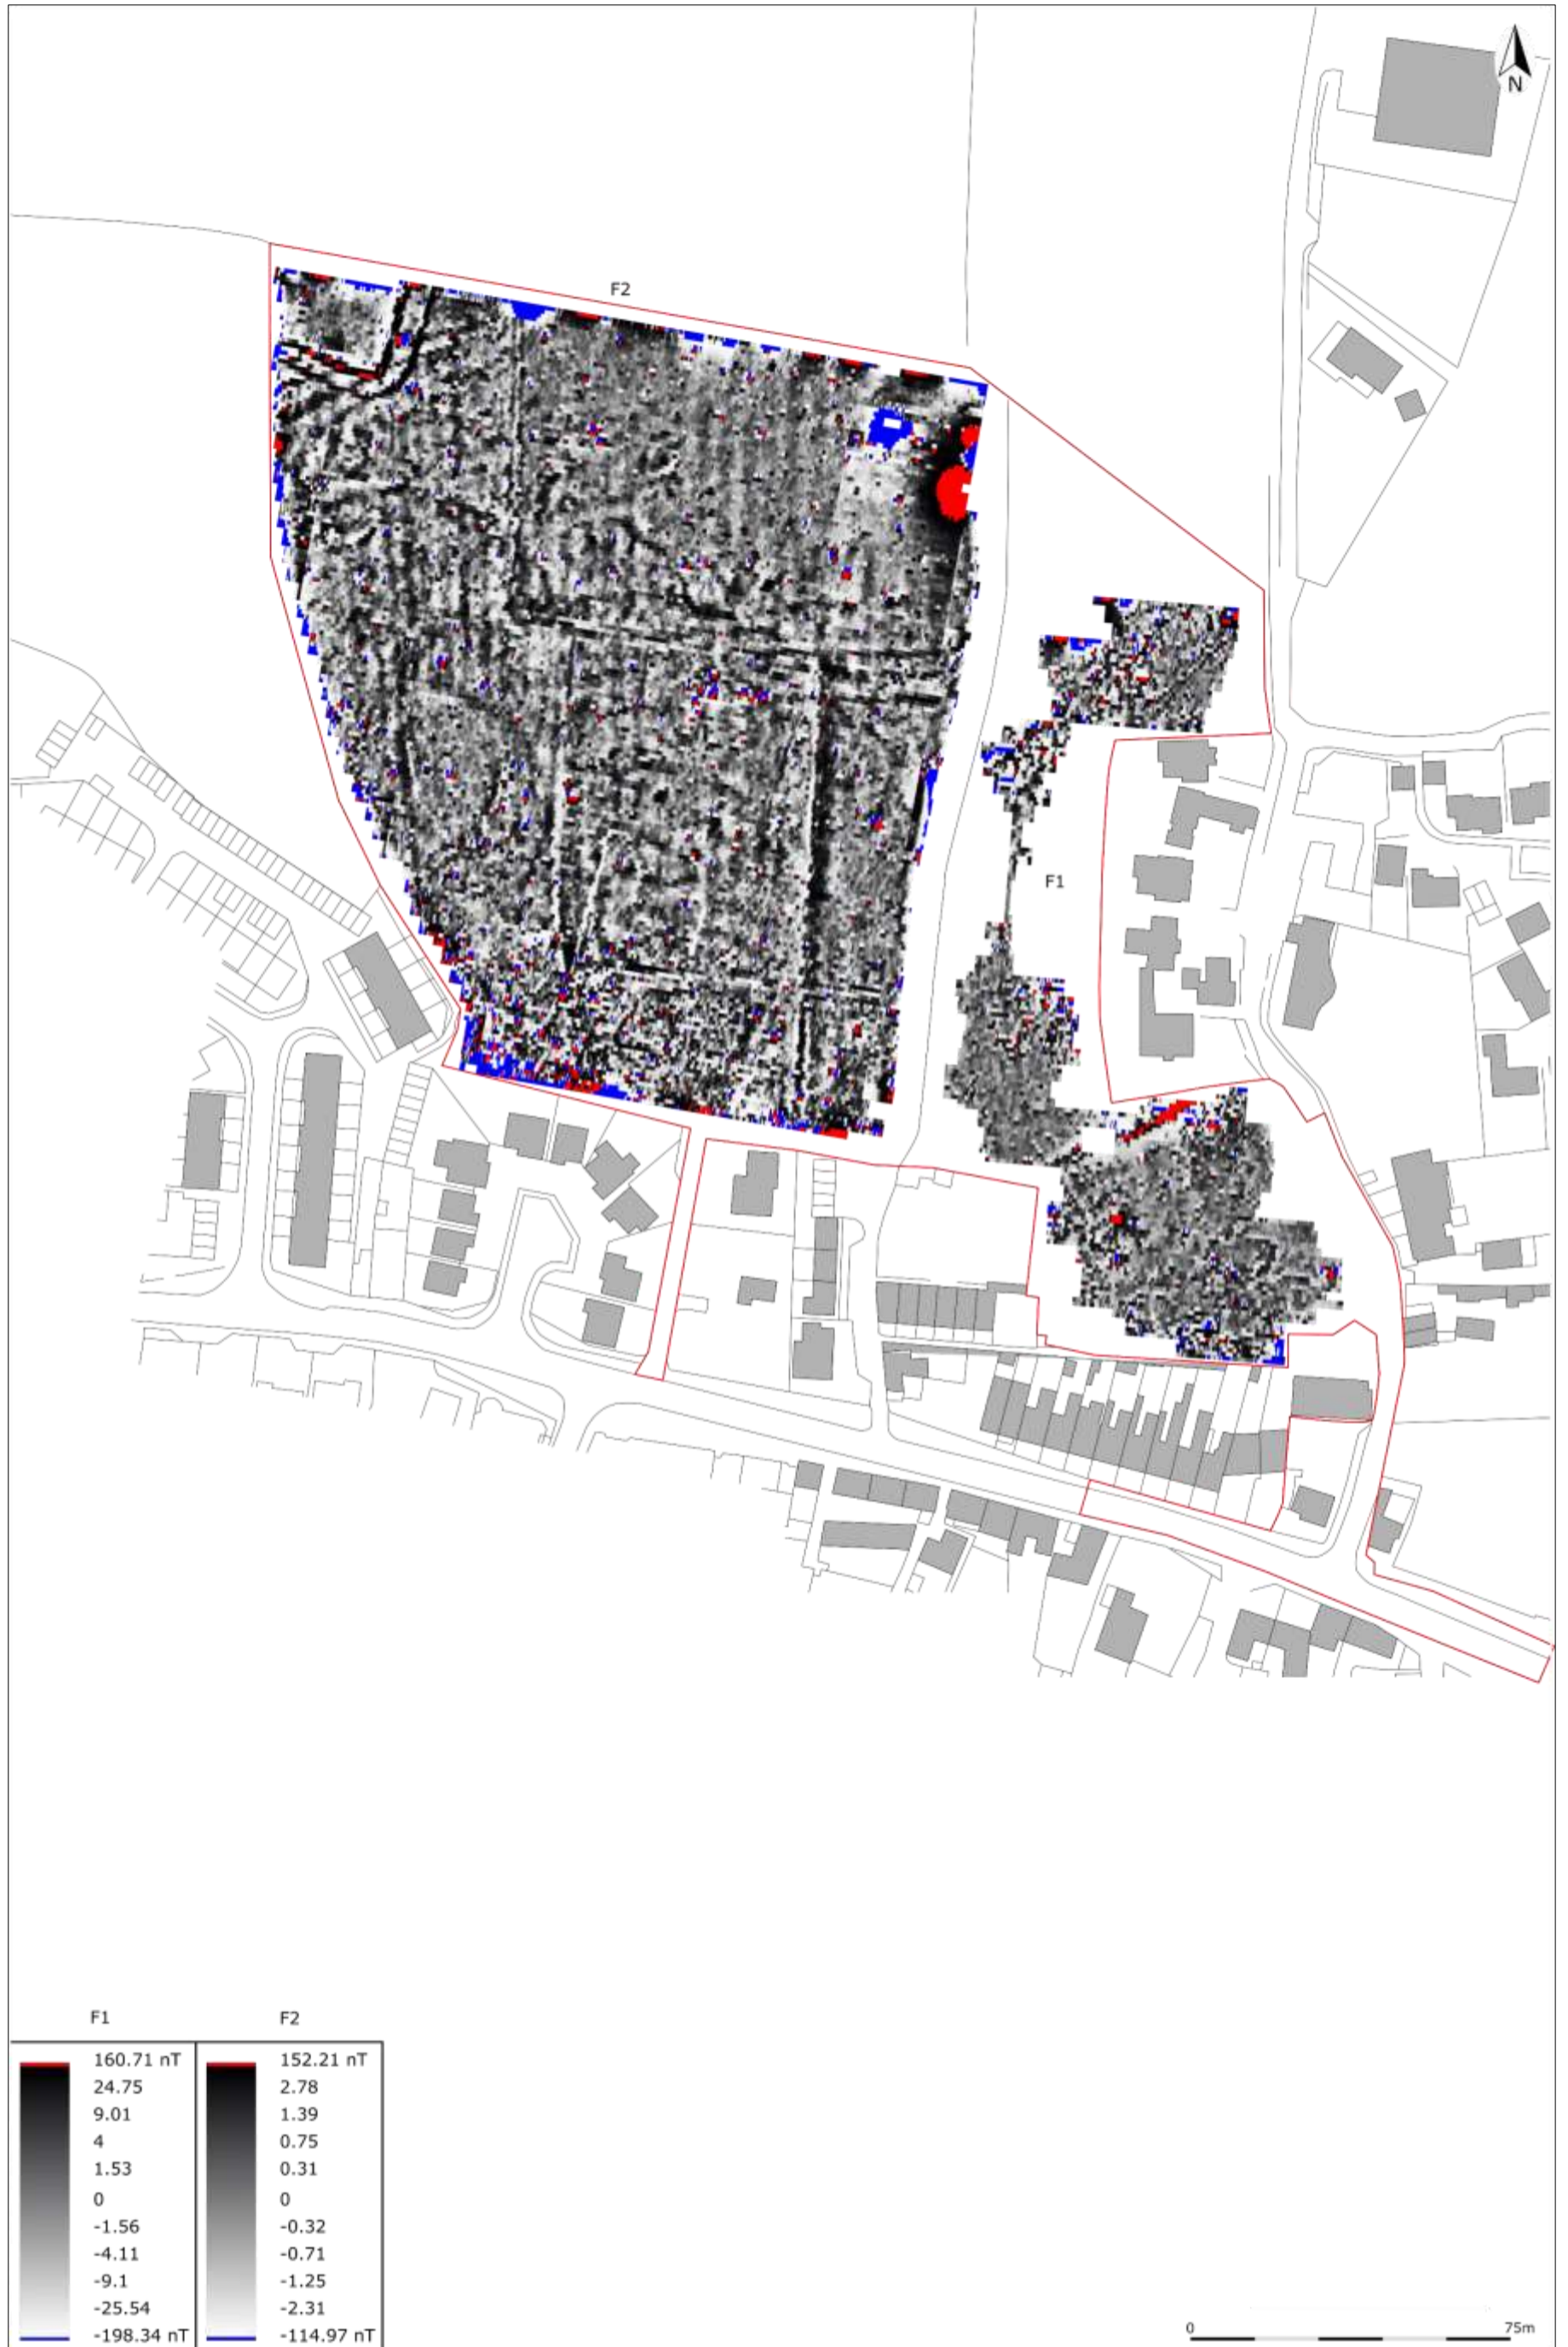 N
F2
F1
F1 F2
160.71 nT 152.21 nT
24.75 2.78
9.01 1.39
4 0.75
1.53 0.31
0 0
-1.56 -0.32
-4.11 -0.71
-9.1 -1.25
-25.54 -2.31
-198.34 nT -114.97 nT
0 75m